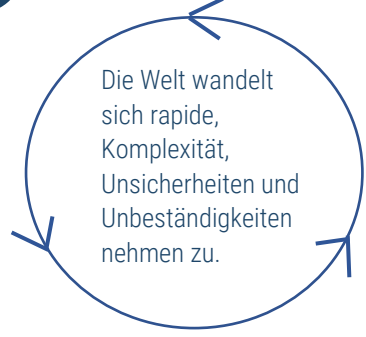 Die Welt wandelt
sich rapide,
Komplexität,
Unsicherheiten und
Unbeständigkeiten
nehmen zu.